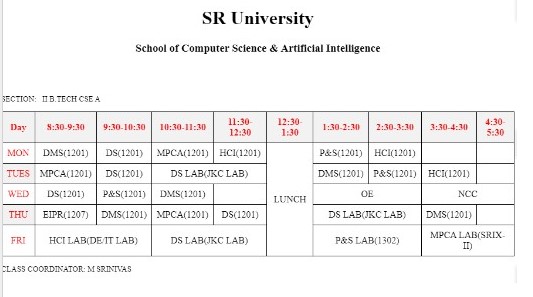 SR University
School of Computer Science & Artificial Intelligence
SECTION: II B.TECH CSE A
Day 8:30-9:30 9:30-10:30 10:30-11:30 11:30-12:30 12:30-1:30 1:30-2:30 2:30-3:30 3:30-4:30 4:30-5:30
MON DMS(1201) DS(1201) MPCA(1201) HCI(1201) P&S(1201) HCI(1201)
TUES MPCA(1201) DS(1201) DS LAB(JKC LAB) DMS(1201) P&S(1201) HCI(1201)
WED DS(1201) P&S(1201) DMS(1201) LUNCH OE NCC
THU EIPR(1207) DMS(1201) MPCA(1201) DS(1201) DS LAB(JKC LAB) DMS(1201)
FRI HCI LAB(DE/IT LAB) DS LAB(JKC LAB) P&S LAB(1302) MPCA LAB(SRIX-II)
CLASS COORDINATOR: M SRINIVAS